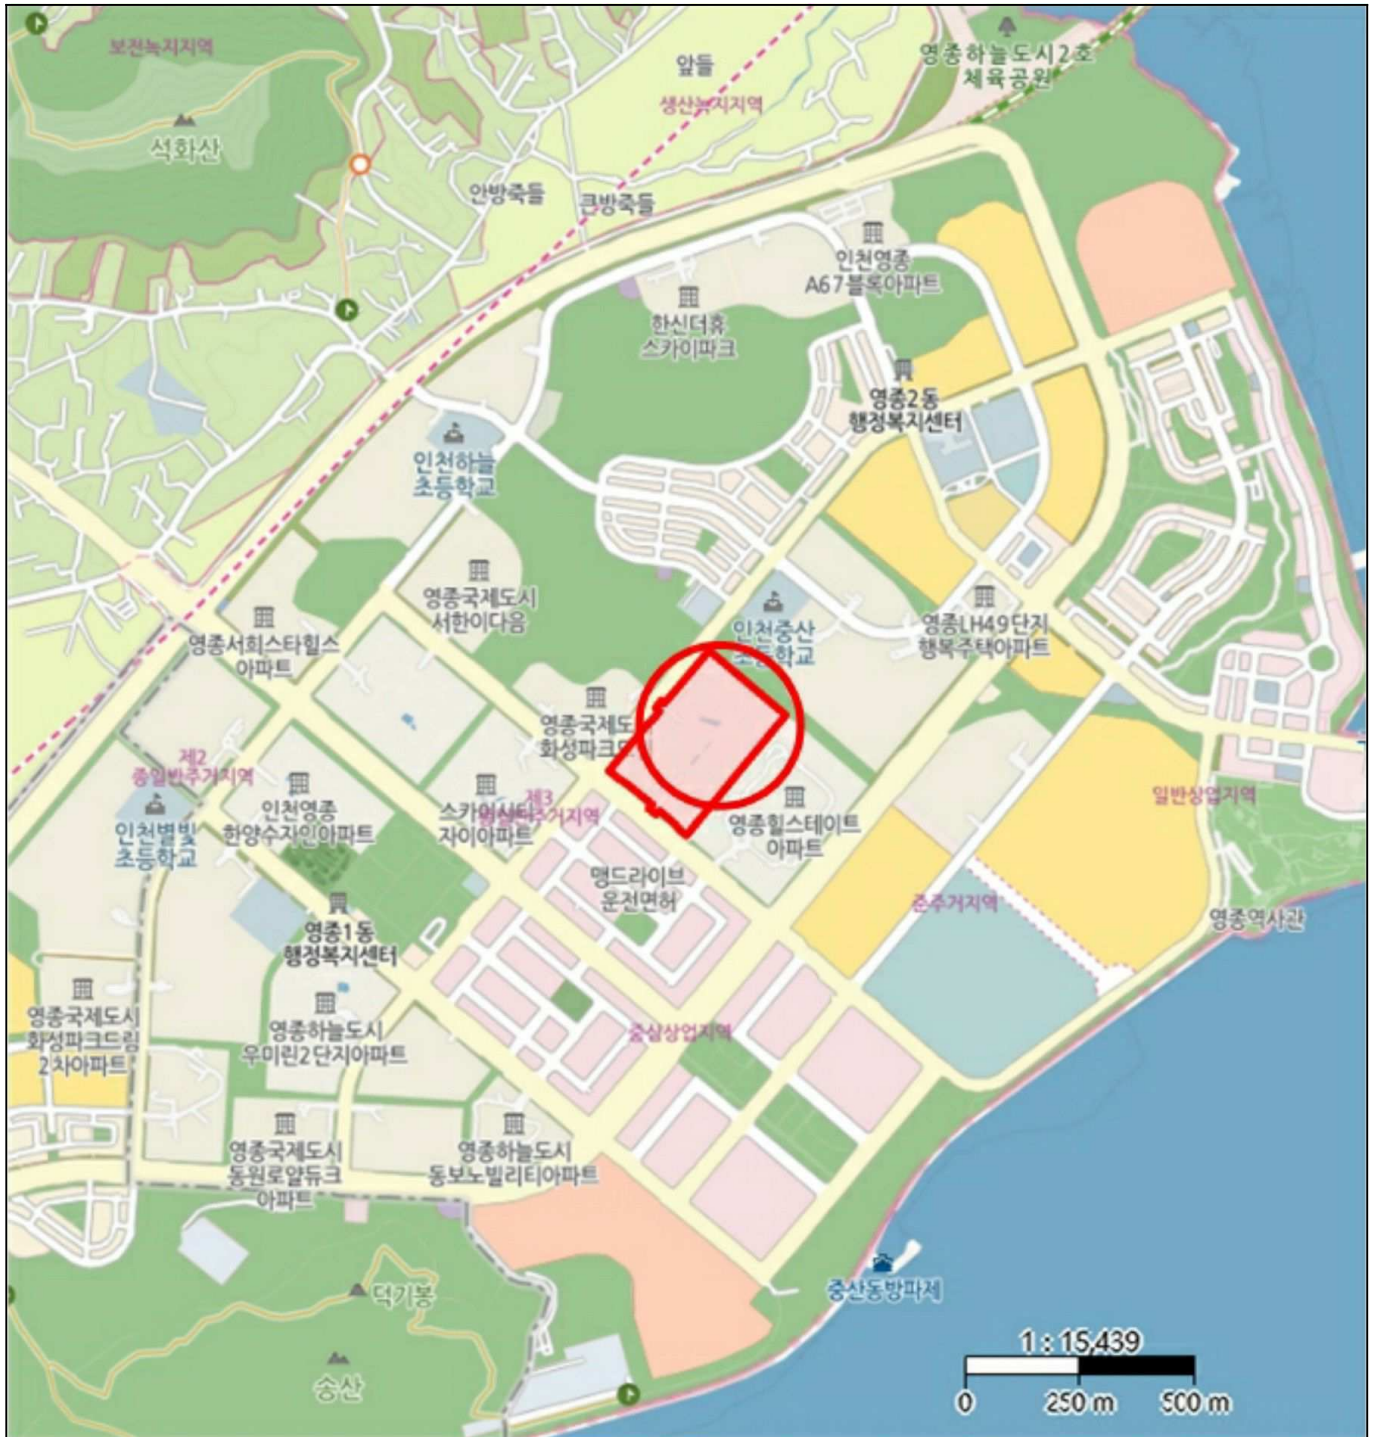 보전녹지지역
앞들
영종하늘도시2호
체육공원
생산녹지지역
석화산
안방죽들
큰방죽들
인천영종
A67블록아파트
한신더휴
스카이파크
영종2동
행정복지센터
인천하늘
초등학교
영종국제도시
서한이다음
인천중산
초등학교
영종LH49단지
행복주택아파트
영종서희스타힐스
아파트
영종국제도
화성파크드
제2
종일반주거지역
인천별빛
초등학교
인천영종
한양수자인아파트
스카이시티
자이아파트
제3
영종힐스테이트
아파트
일반상업지역
맹드라이브
운전면허
준주거지역
영종역사관
영종1동
행정복지센터
영종국제도시
화성파크드림
2차아파트
영종하늘도시
우미린2단지아파트
중심상업지역
영종국제도시
동원로얄듀크
아파트
영종하늘도시
동보노빌리티아파트
덕기봉
송산
중산동방파제
1 : 15,439
0 250 m 500 m